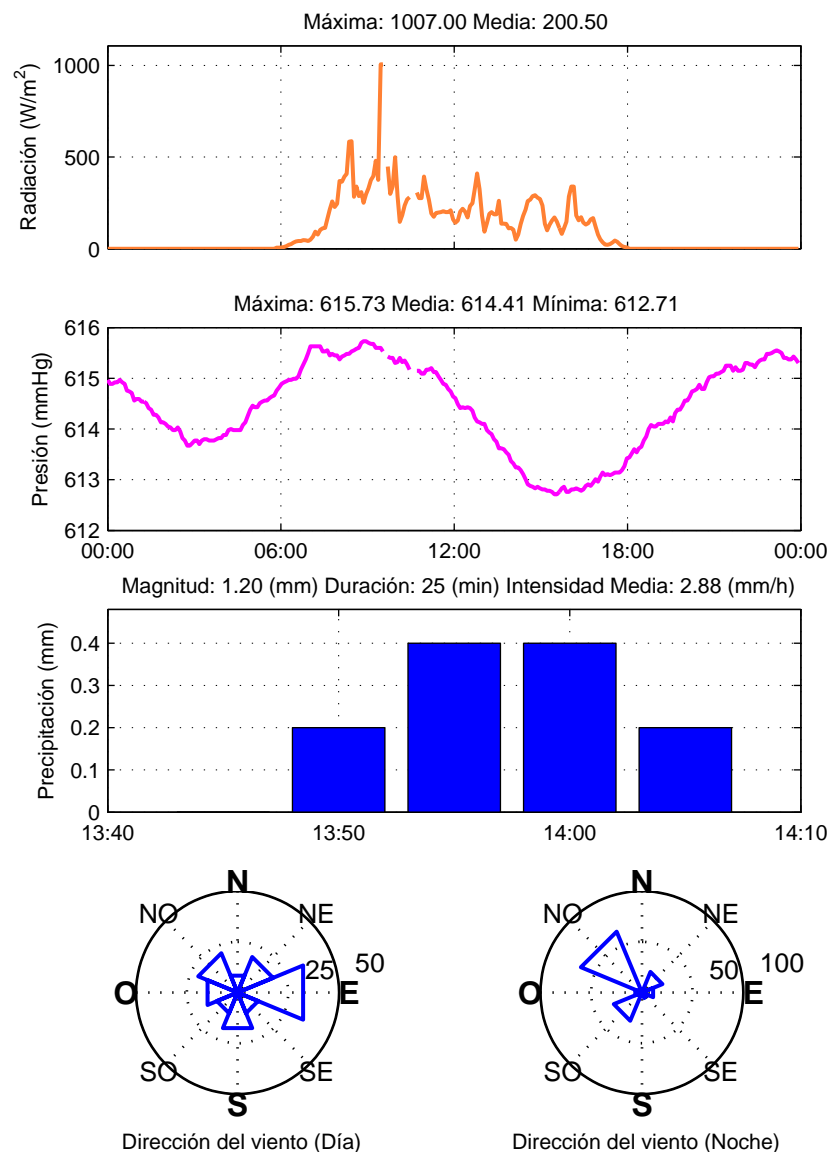 Máxima: 1007.00 Media: 200.50
Radiación (W/m²)
1000
500
0
Máxima: 615.73 Media: 614.41 Mínima: 612.71
Presión (mmHg)
616
615
614
613
612
00:00 06:00 12:00 18:00 00:00
Magnitud: 1.20 (mm) Duración: 25 (min) Intensidad Media: 2.88 (mm/h)
Precipitación (mm)
0.4
0.3
0.2
0.1
0
13:40 13:50 14:00 14:10
N
NO NE
25 50
O E
SO SE
S
Dirección del viento (Día)
N
NO NE
50 100
O E
SO SE
S
Dirección del viento (Noche)